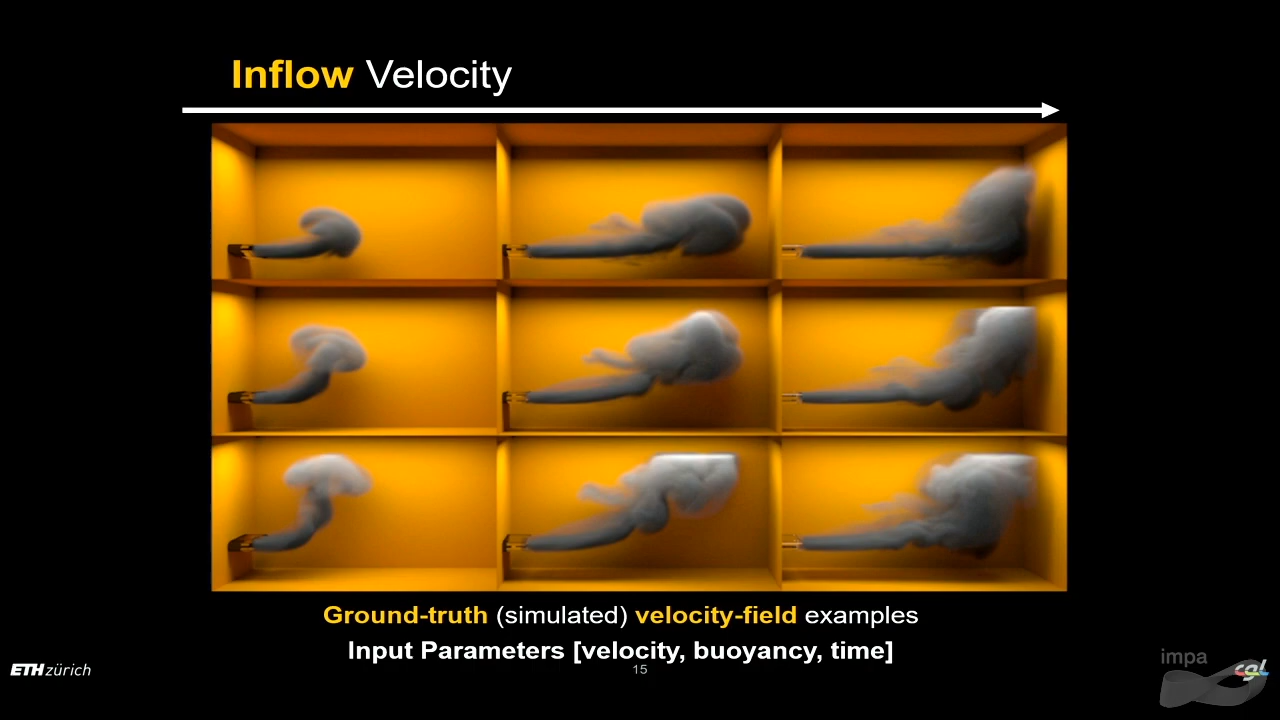 Inflow Velocity
Ground-truth (simulated) velocity-field examples
Input Parameters [velocity, buoyancy, time]
15
ETH zürich
impa
cgl